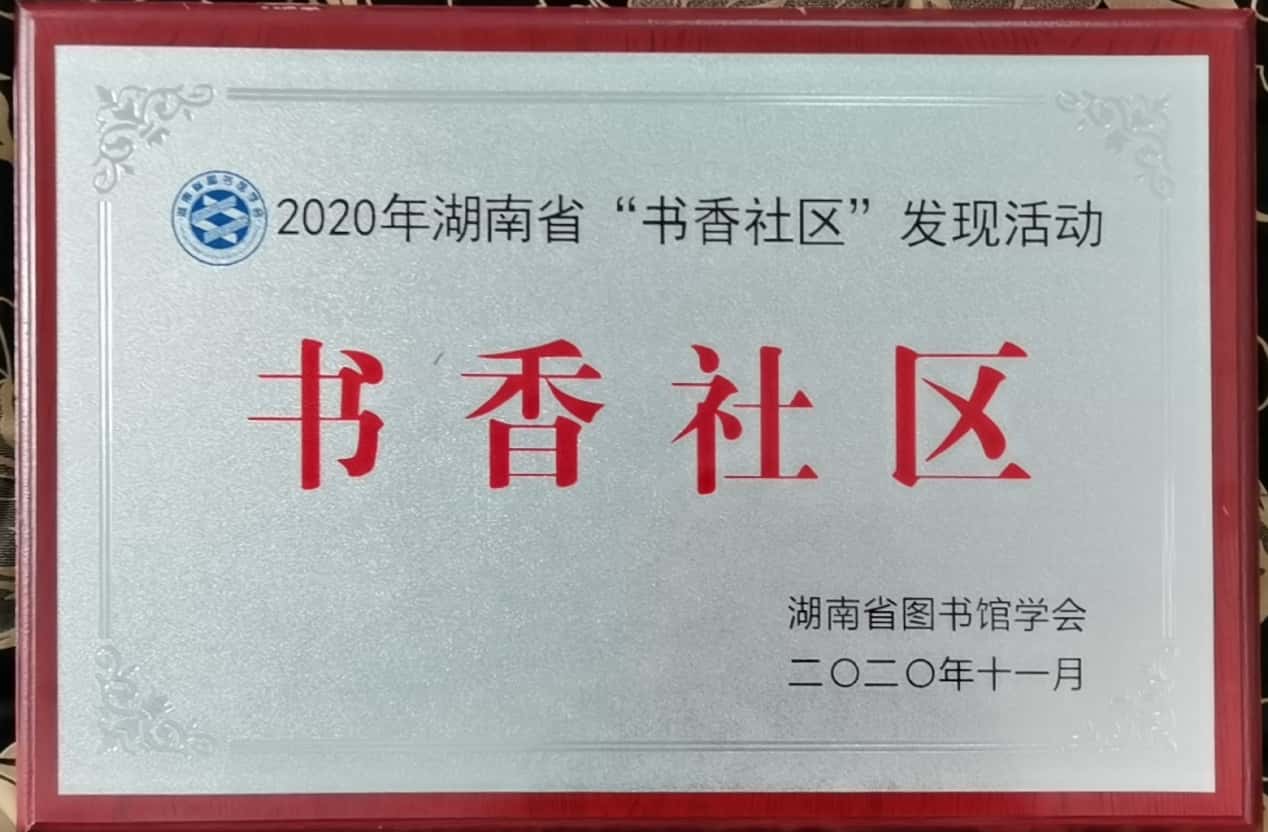 2020年湖南省“书香社区”发现活动
书香社区
湖南省图书馆学会
二〇二〇年十一月